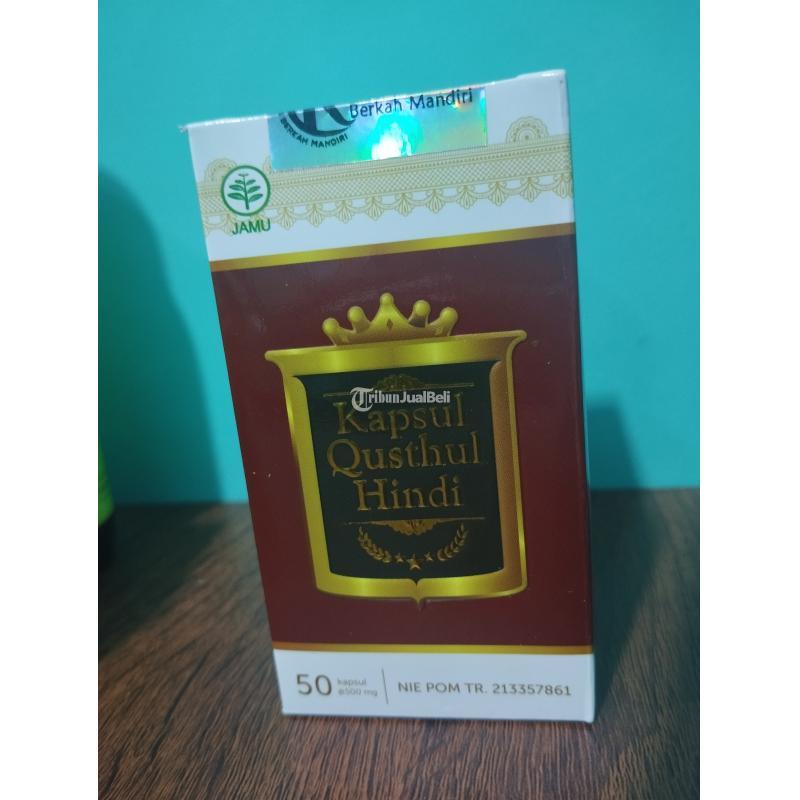 Berkah Mandiri
BERKAH MANDIRI
JAMU
TribunJualBeli
Kapsul
Qusthul
Hindi
50 kapsul
@500 mg
NIE POM TR. 213357861